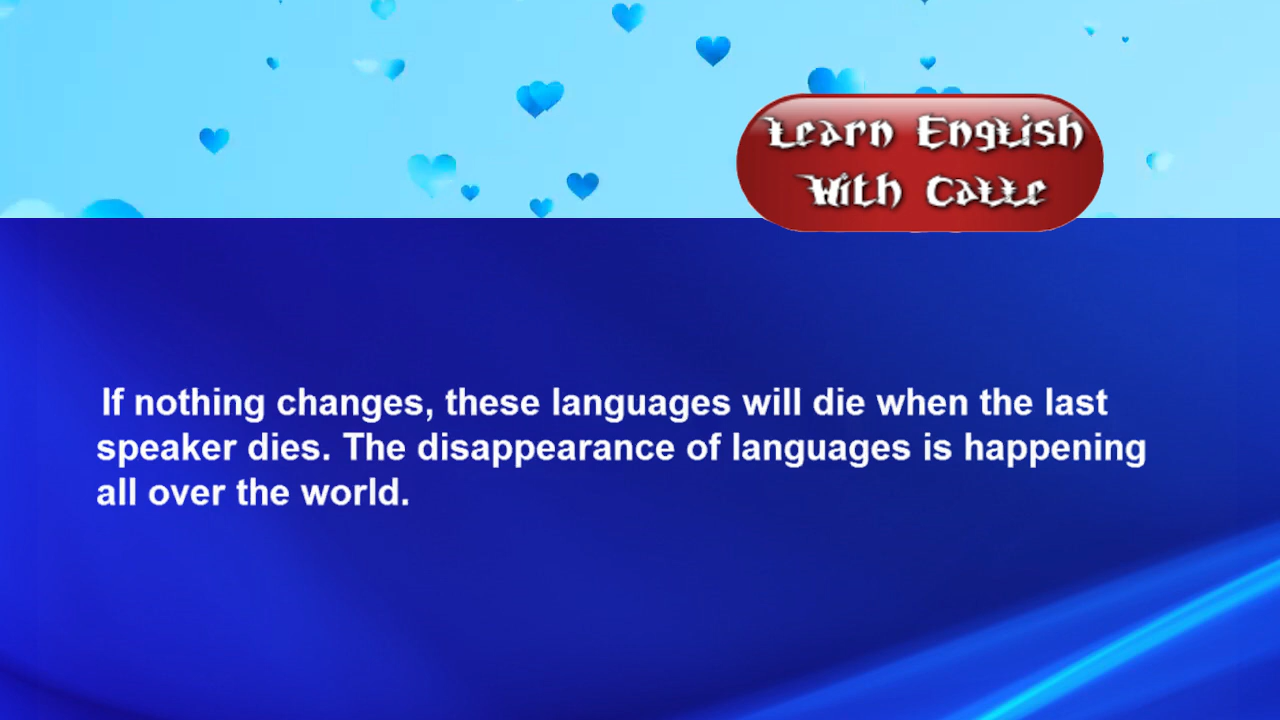 Learn English
With Calle
If nothing changes, these languages will die when the last
speaker dies. The disappearance of languages is happening
all over the world.